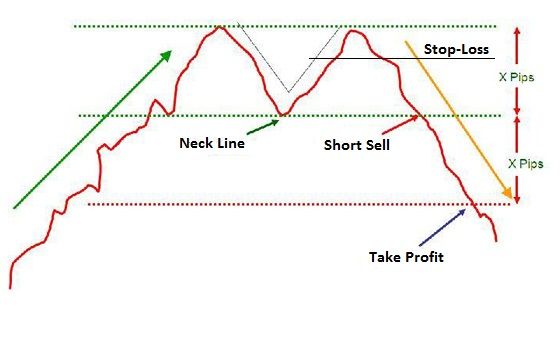 Stop-Loss
X Pips
Neck Line
Short Sell
X Pips
Take Profit